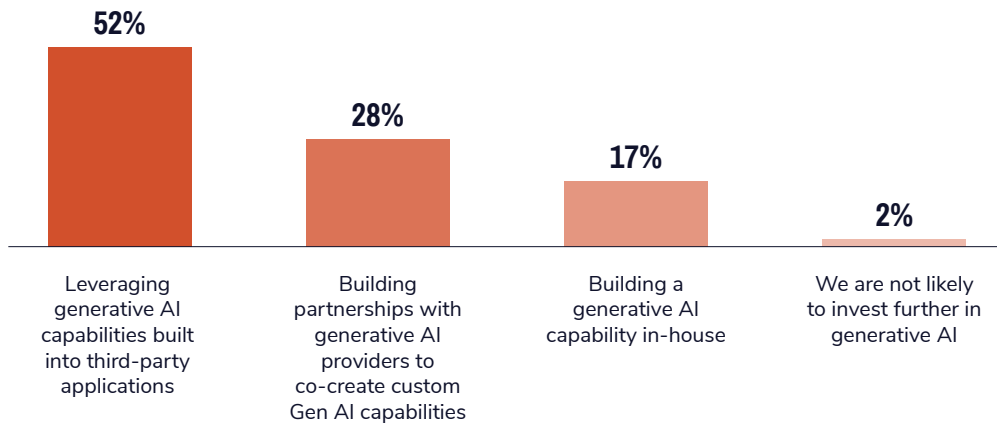 52%
28%
17%
2%
Leveraging
generative AI
capabilities built
into third-party
applications
Building
partnerships with
generative AI
providers to
co-create custom
Gen AI capabilities
Building a
generative AI
capability in-house
We are not likely
to invest further in
generative AI